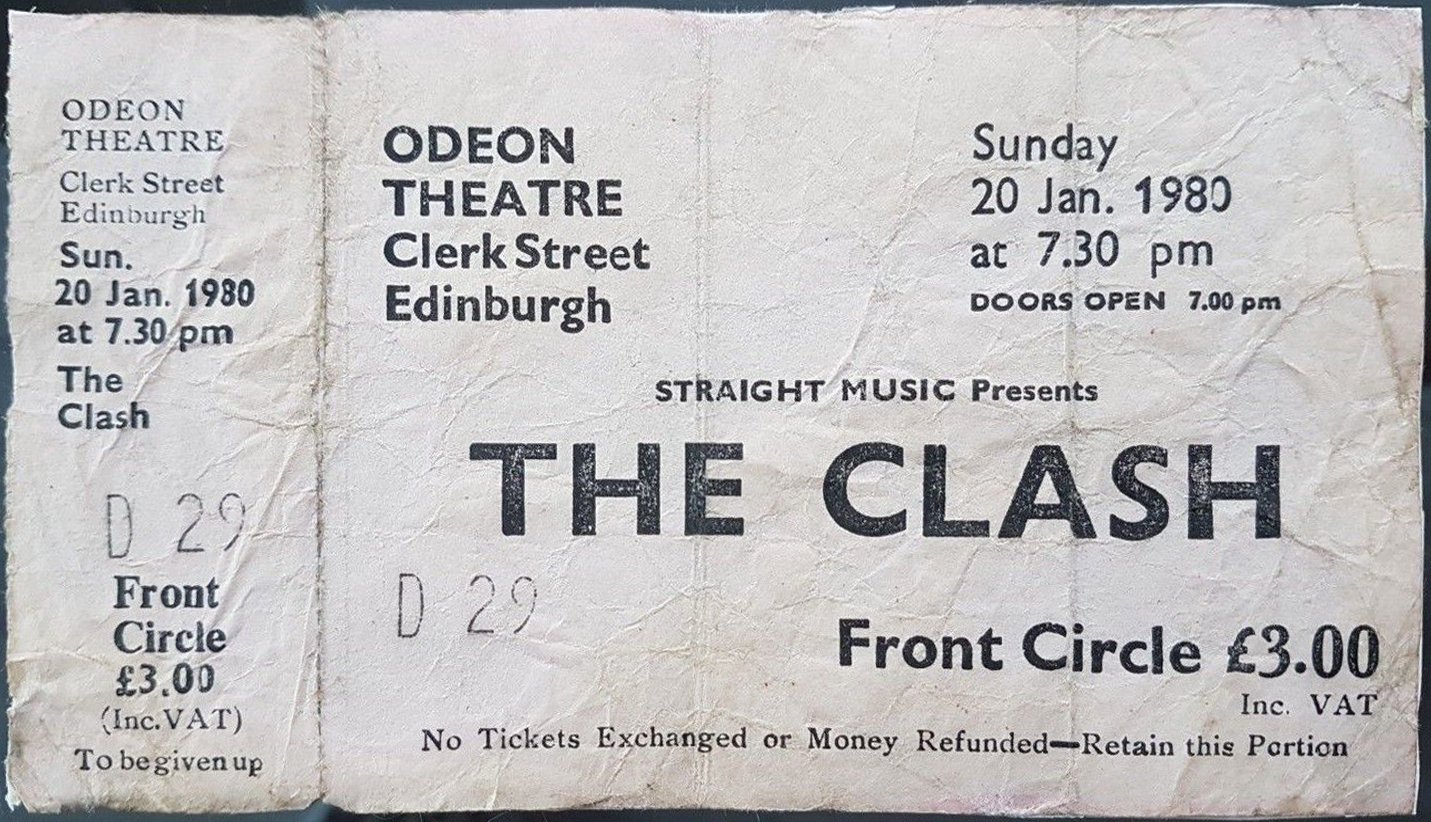 ODEON
THEATRE
Clerk Street
Edinburgh
Sun.
20 Jan. 1980
at 7.30 pm
The
Clash
D 29
Front
Circle
£3.00
(Inc. VAT)
To be given up
ODEON
THEATRE
Clerk Street
Edinburgh
Sunday
20 Jan. 1980
at 7.30 pm
DOORS OPEN 7.00 pm
STRAIGHT MUSIC Presents
THE CLASH
D 29
Front Circle £3.00
Inc. VAT
No Tickets Exchanged or Money Refunded—Retain this Portion